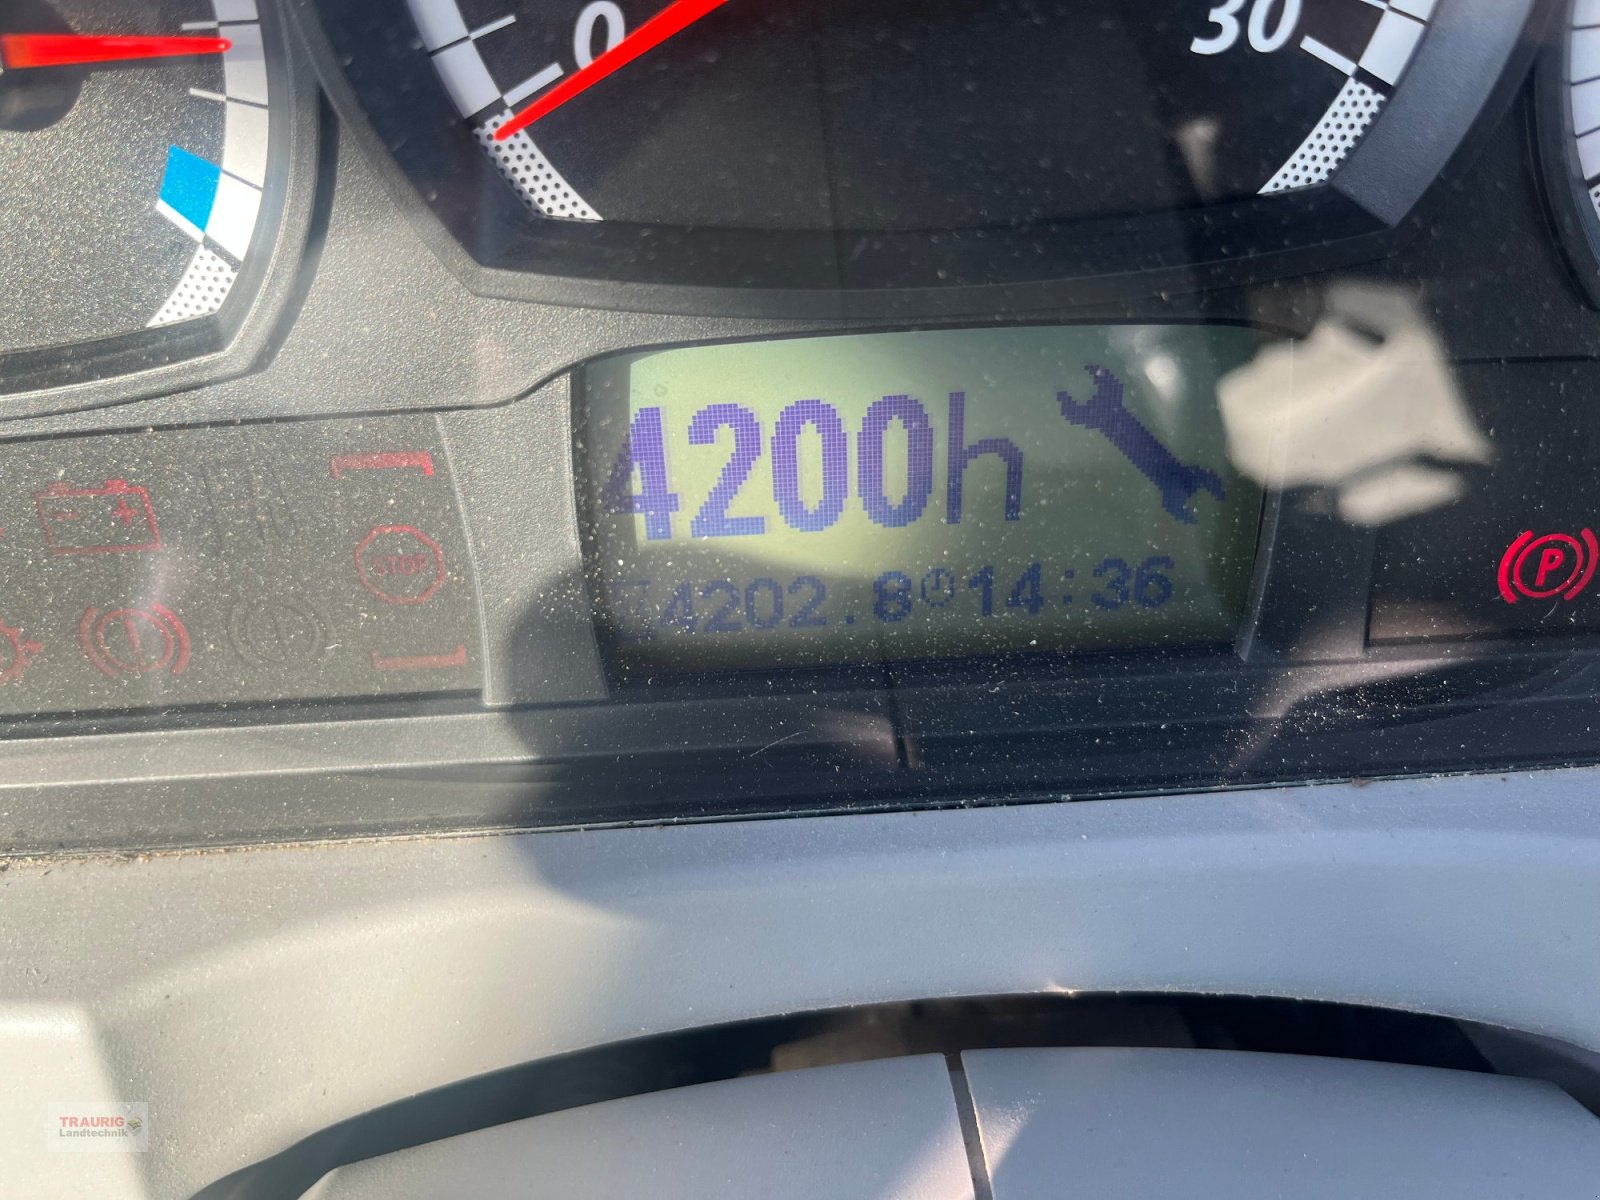 0
30
4200h
4202.8 14:36
STOP
P
TRAURIG
Landtechnik